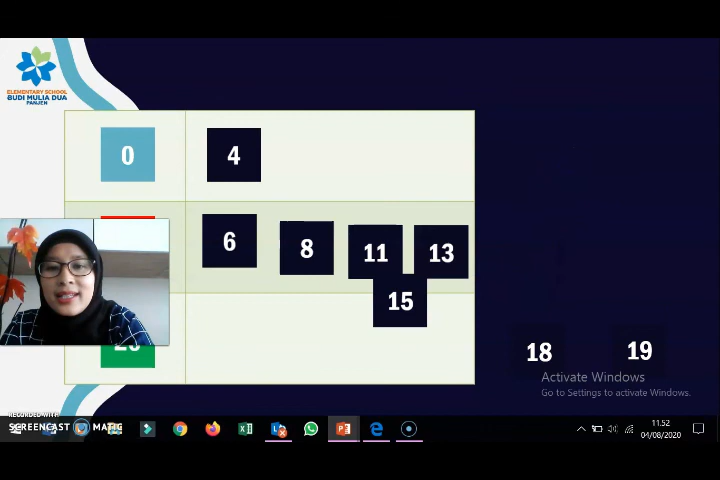 ELEMENTARY SCHOOL
BUDI MULIA DUA
PANJEN
0
4
6
8
11
13
15
18
19
Activate Windows
Go to Settings to activate Windows.
RECORDED WITH
SCREENCAST MATIC
11.52
04/08/2020